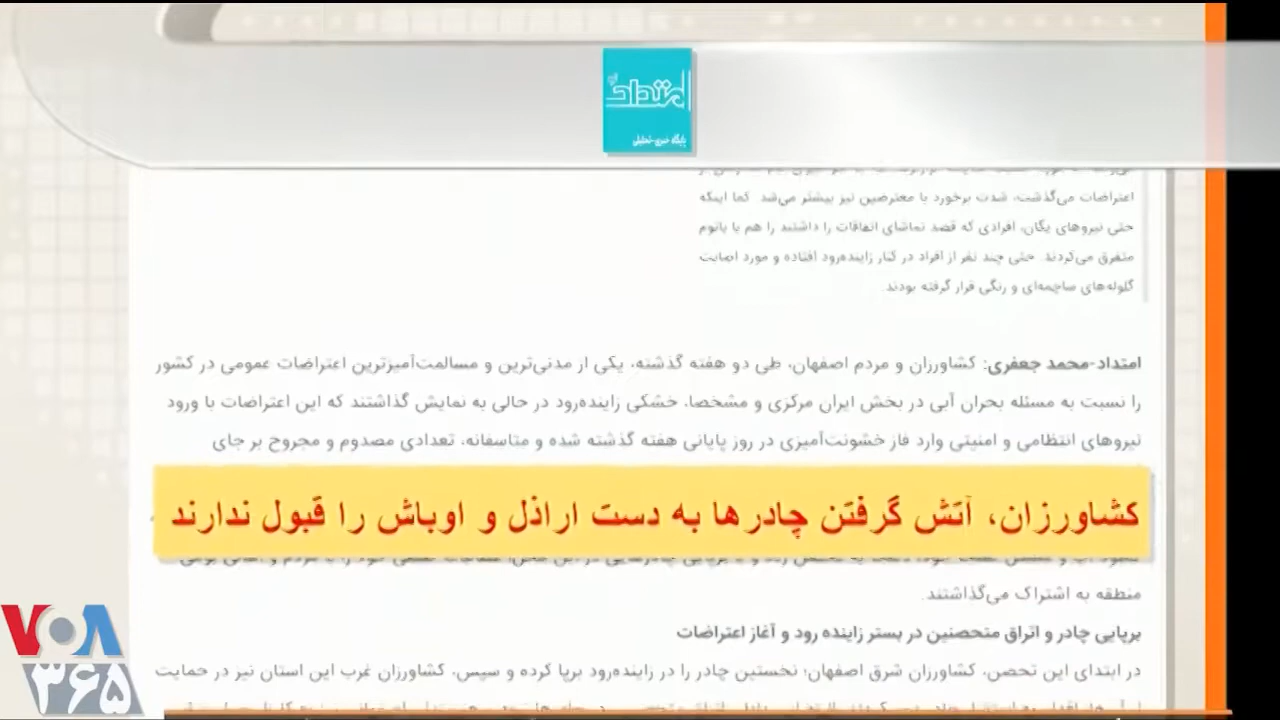 امتداد
پایگاه خبری-تحلیلی
اعتراضات می‌گذشت، شدت برخورد با معترضین نیز بیشتر می‌شد. کما اینکه
حتی نیروهای یگان، افرادی که قصد تماشای اتفاقات را داشتند را هم با باتوم
متفرق می‌کردند. حتی چند نفر از افراد در کنار زاینده‌رود افتاده و مورد اصابت
گلوله‌های ساچمه‌ای و رنگی قرار گرفته بودند.
امتداد-محمد جعفری: کشاورزان و مردم اصفهان، طی دو هفته گذشته، یکی از مدنی‌ترین و مسالمت‌آمیزترین اعتراضات عمومی در کشور
را نسبت به مسئله بحران آبی در بخش ایران مرکزی و مشخصا، خشکی زاینده‌رود در حالی به نمایش گذاشتند که این اعتراضات با ورود
نیروهای انتظامی و امنیتی وارد فاز خشونت‌آمیزی در روز پایانی هفته گذشته شده و متاسفانه، تعدادی مصدوم و مجروح بر جای
کشاورزان، آتش گرفتن چادرها به دست اراذل و اوباش را قبول ندارند
منطقه به اشتراک می‌گذاشتند.
برپایی چادر و اتراق متحصنین در بستر زاینده رود و آغاز اعتراضات
در ابتدای این تحصن، کشاورزان شرق اصفهان؛ نخستین چادر را در زاینده‌رود برپا کرده و سپس، کشاورزان غرب این استان نیز در حمایت
VOA
۳۶۵